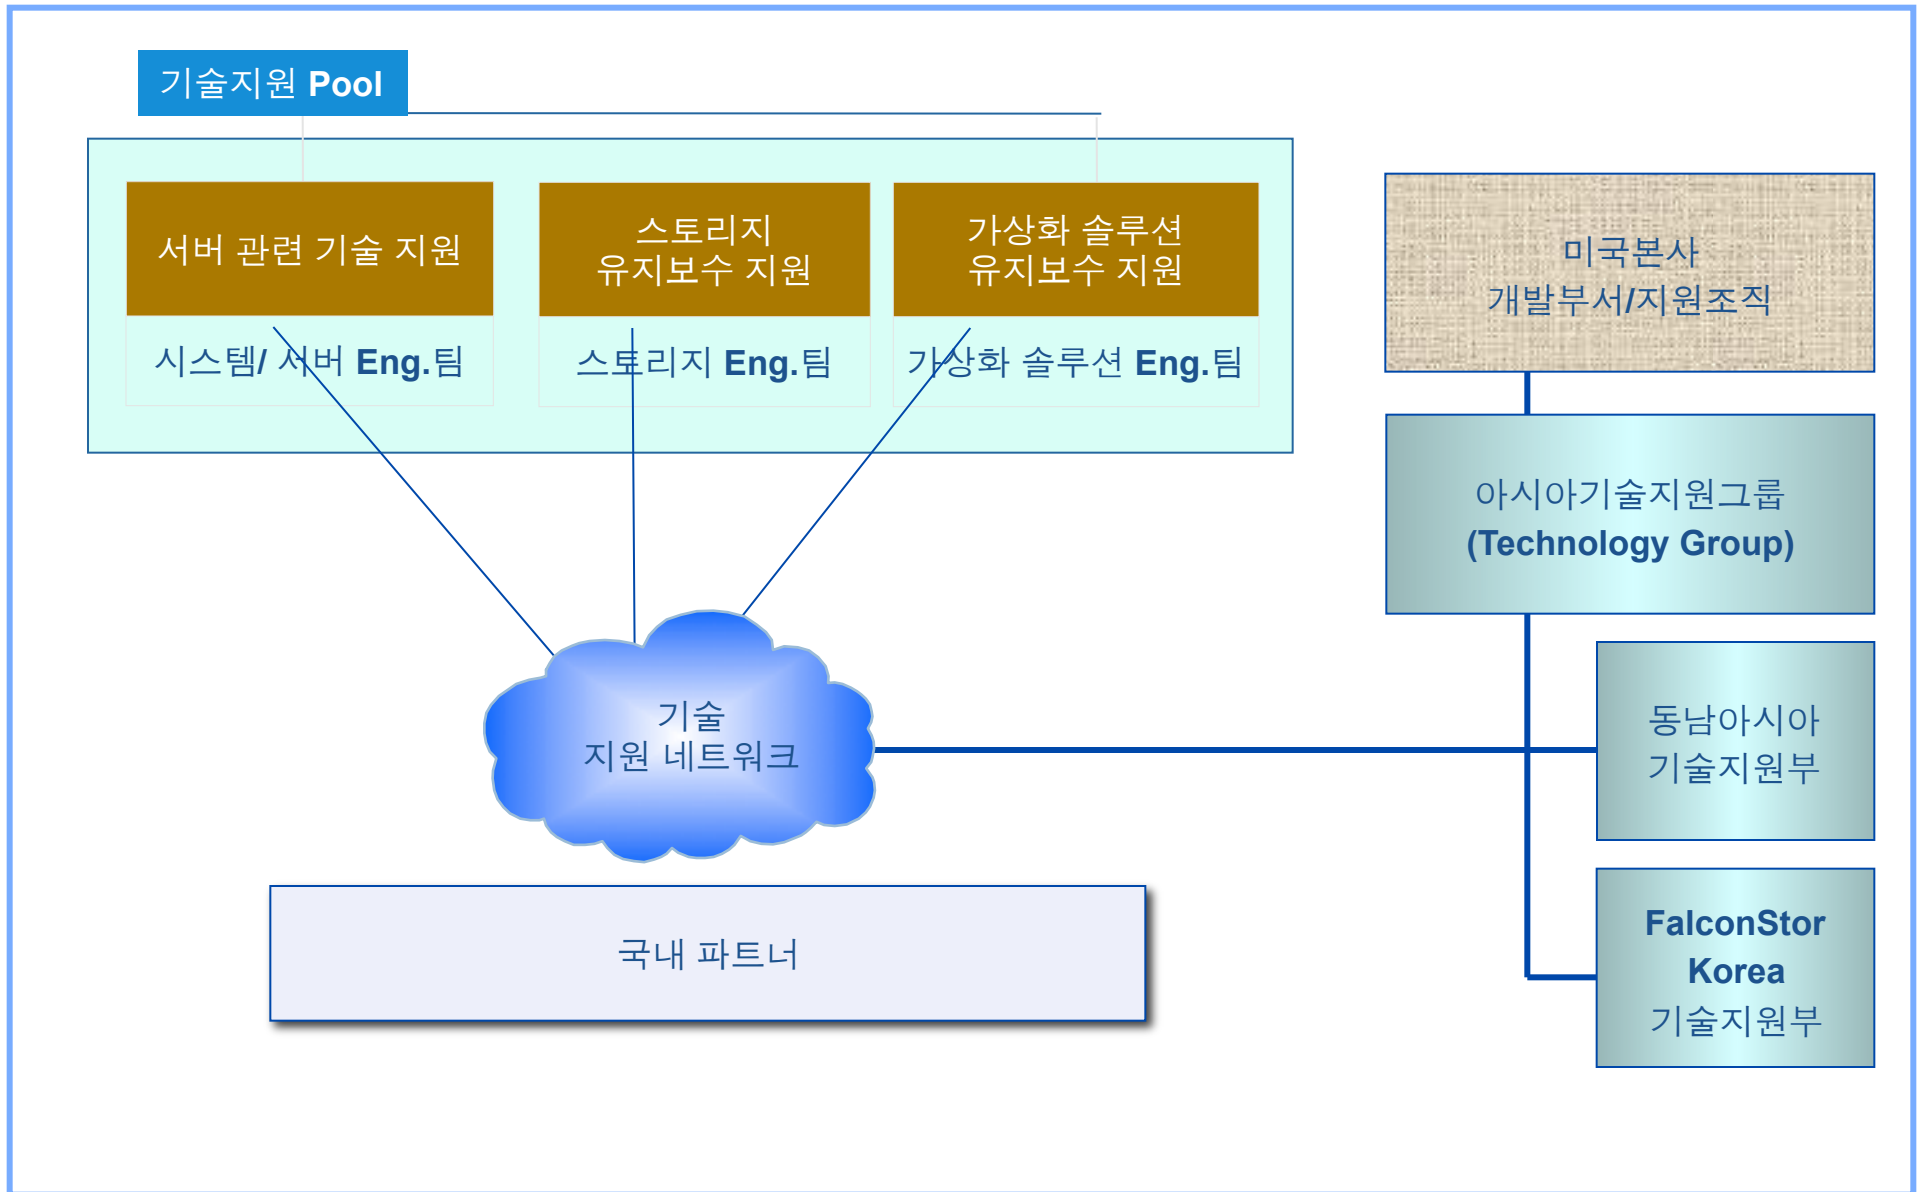 기술지원 Pool
서버 관련 기술 지원
스토리지
유지보수 지원
가상화 솔루션
유지보수 지원
시스템/ 서버 Eng.팀
스토리지 Eng.팀
가상화 솔루션 Eng.팀
미국본사
개발부서/지원조직
아시아기술지원그룹
(Technology Group)
기술
지원 네트워크
동남아시아
기술지원부
국내 파트너
FalconStor
Korea
기술지원부